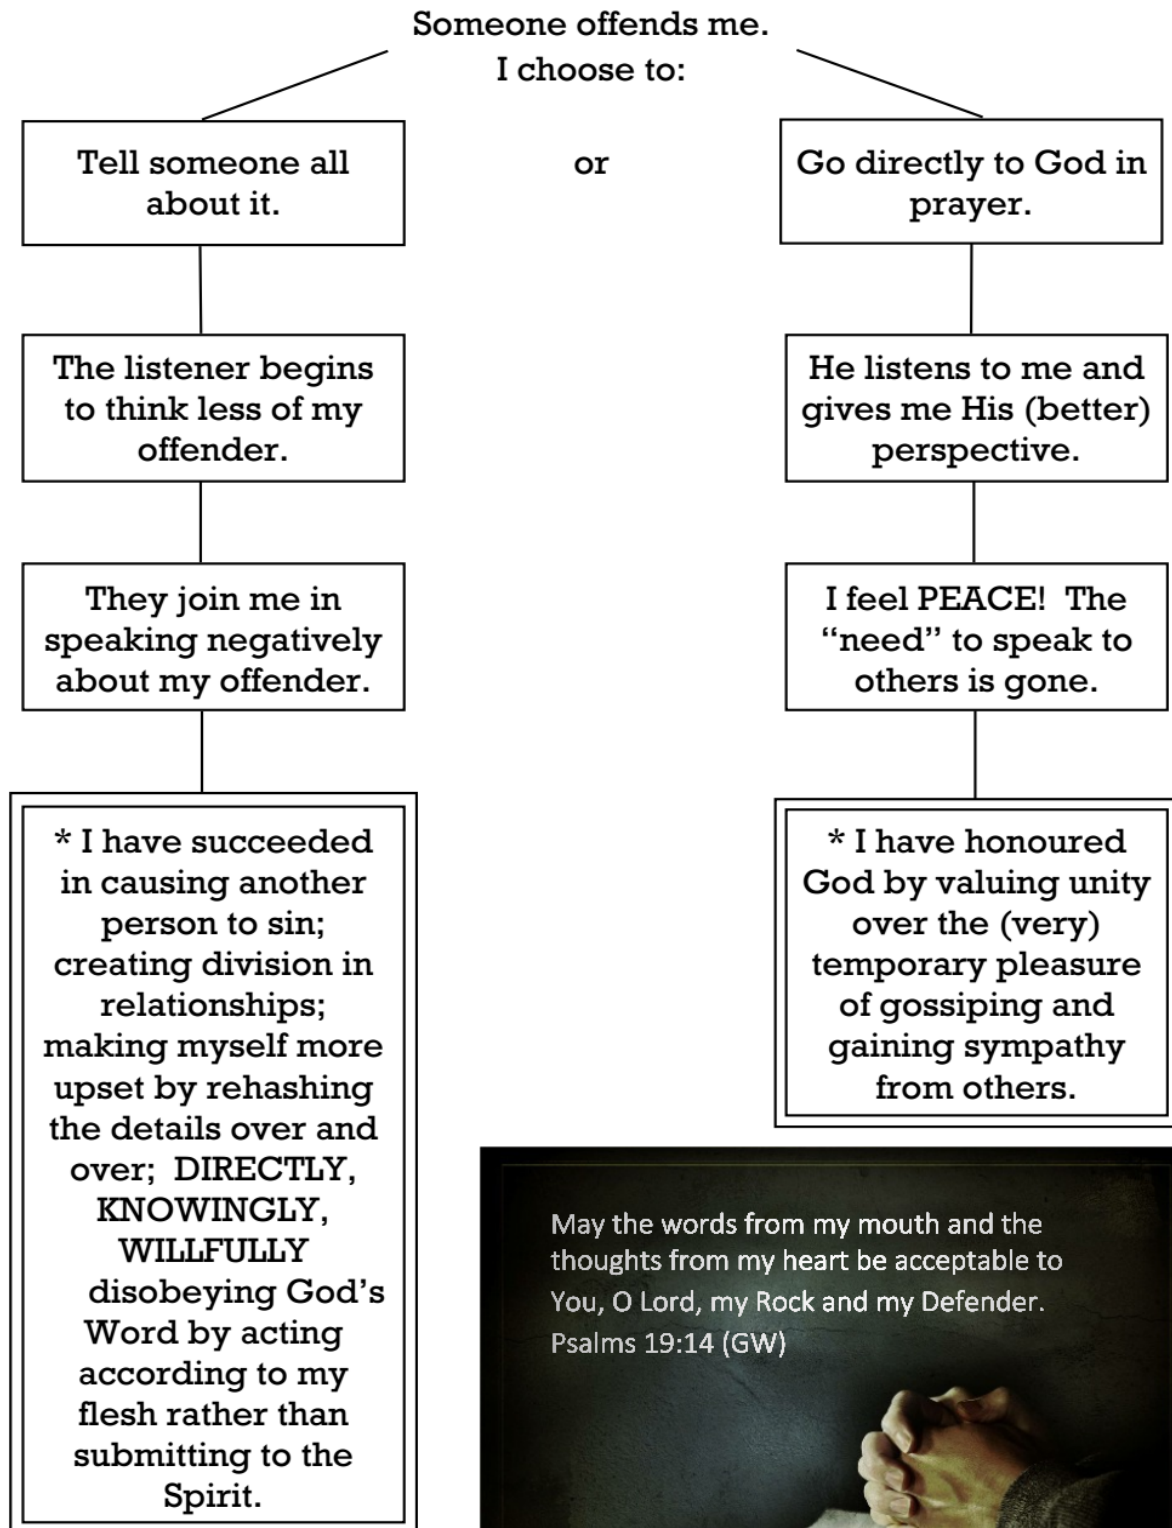 Someone offends me.
I choose to:
Tell someone all
about it.
or
Go directly to God in
prayer.
The listener begins
to think less of my
offender.
He listens to me and
gives me His (better)
perspective.
They join me in
speaking negatively
about my offender.
I feel PEACE!  The
“need” to speak to
others is gone.
* I have succeeded
in causing another
person to sin;
creating division in
relationships;
making myself more
upset by rehashing
the details over and
over;  DIRECTLY,
KNOWINGLY,
WILLFULLY
disobeying God’s
Word by acting
according to my
flesh rather than
submitting to the
Spirit.
* I have honoured
God by valuing unity
over the (very)
temporary pleasure
of gossiping and
gaining sympathy
from others.
May the words from my mouth and the
thoughts from my heart be acceptable to
You, O Lord, my Rock and my Defender.
Psalms 19:14 (GW)